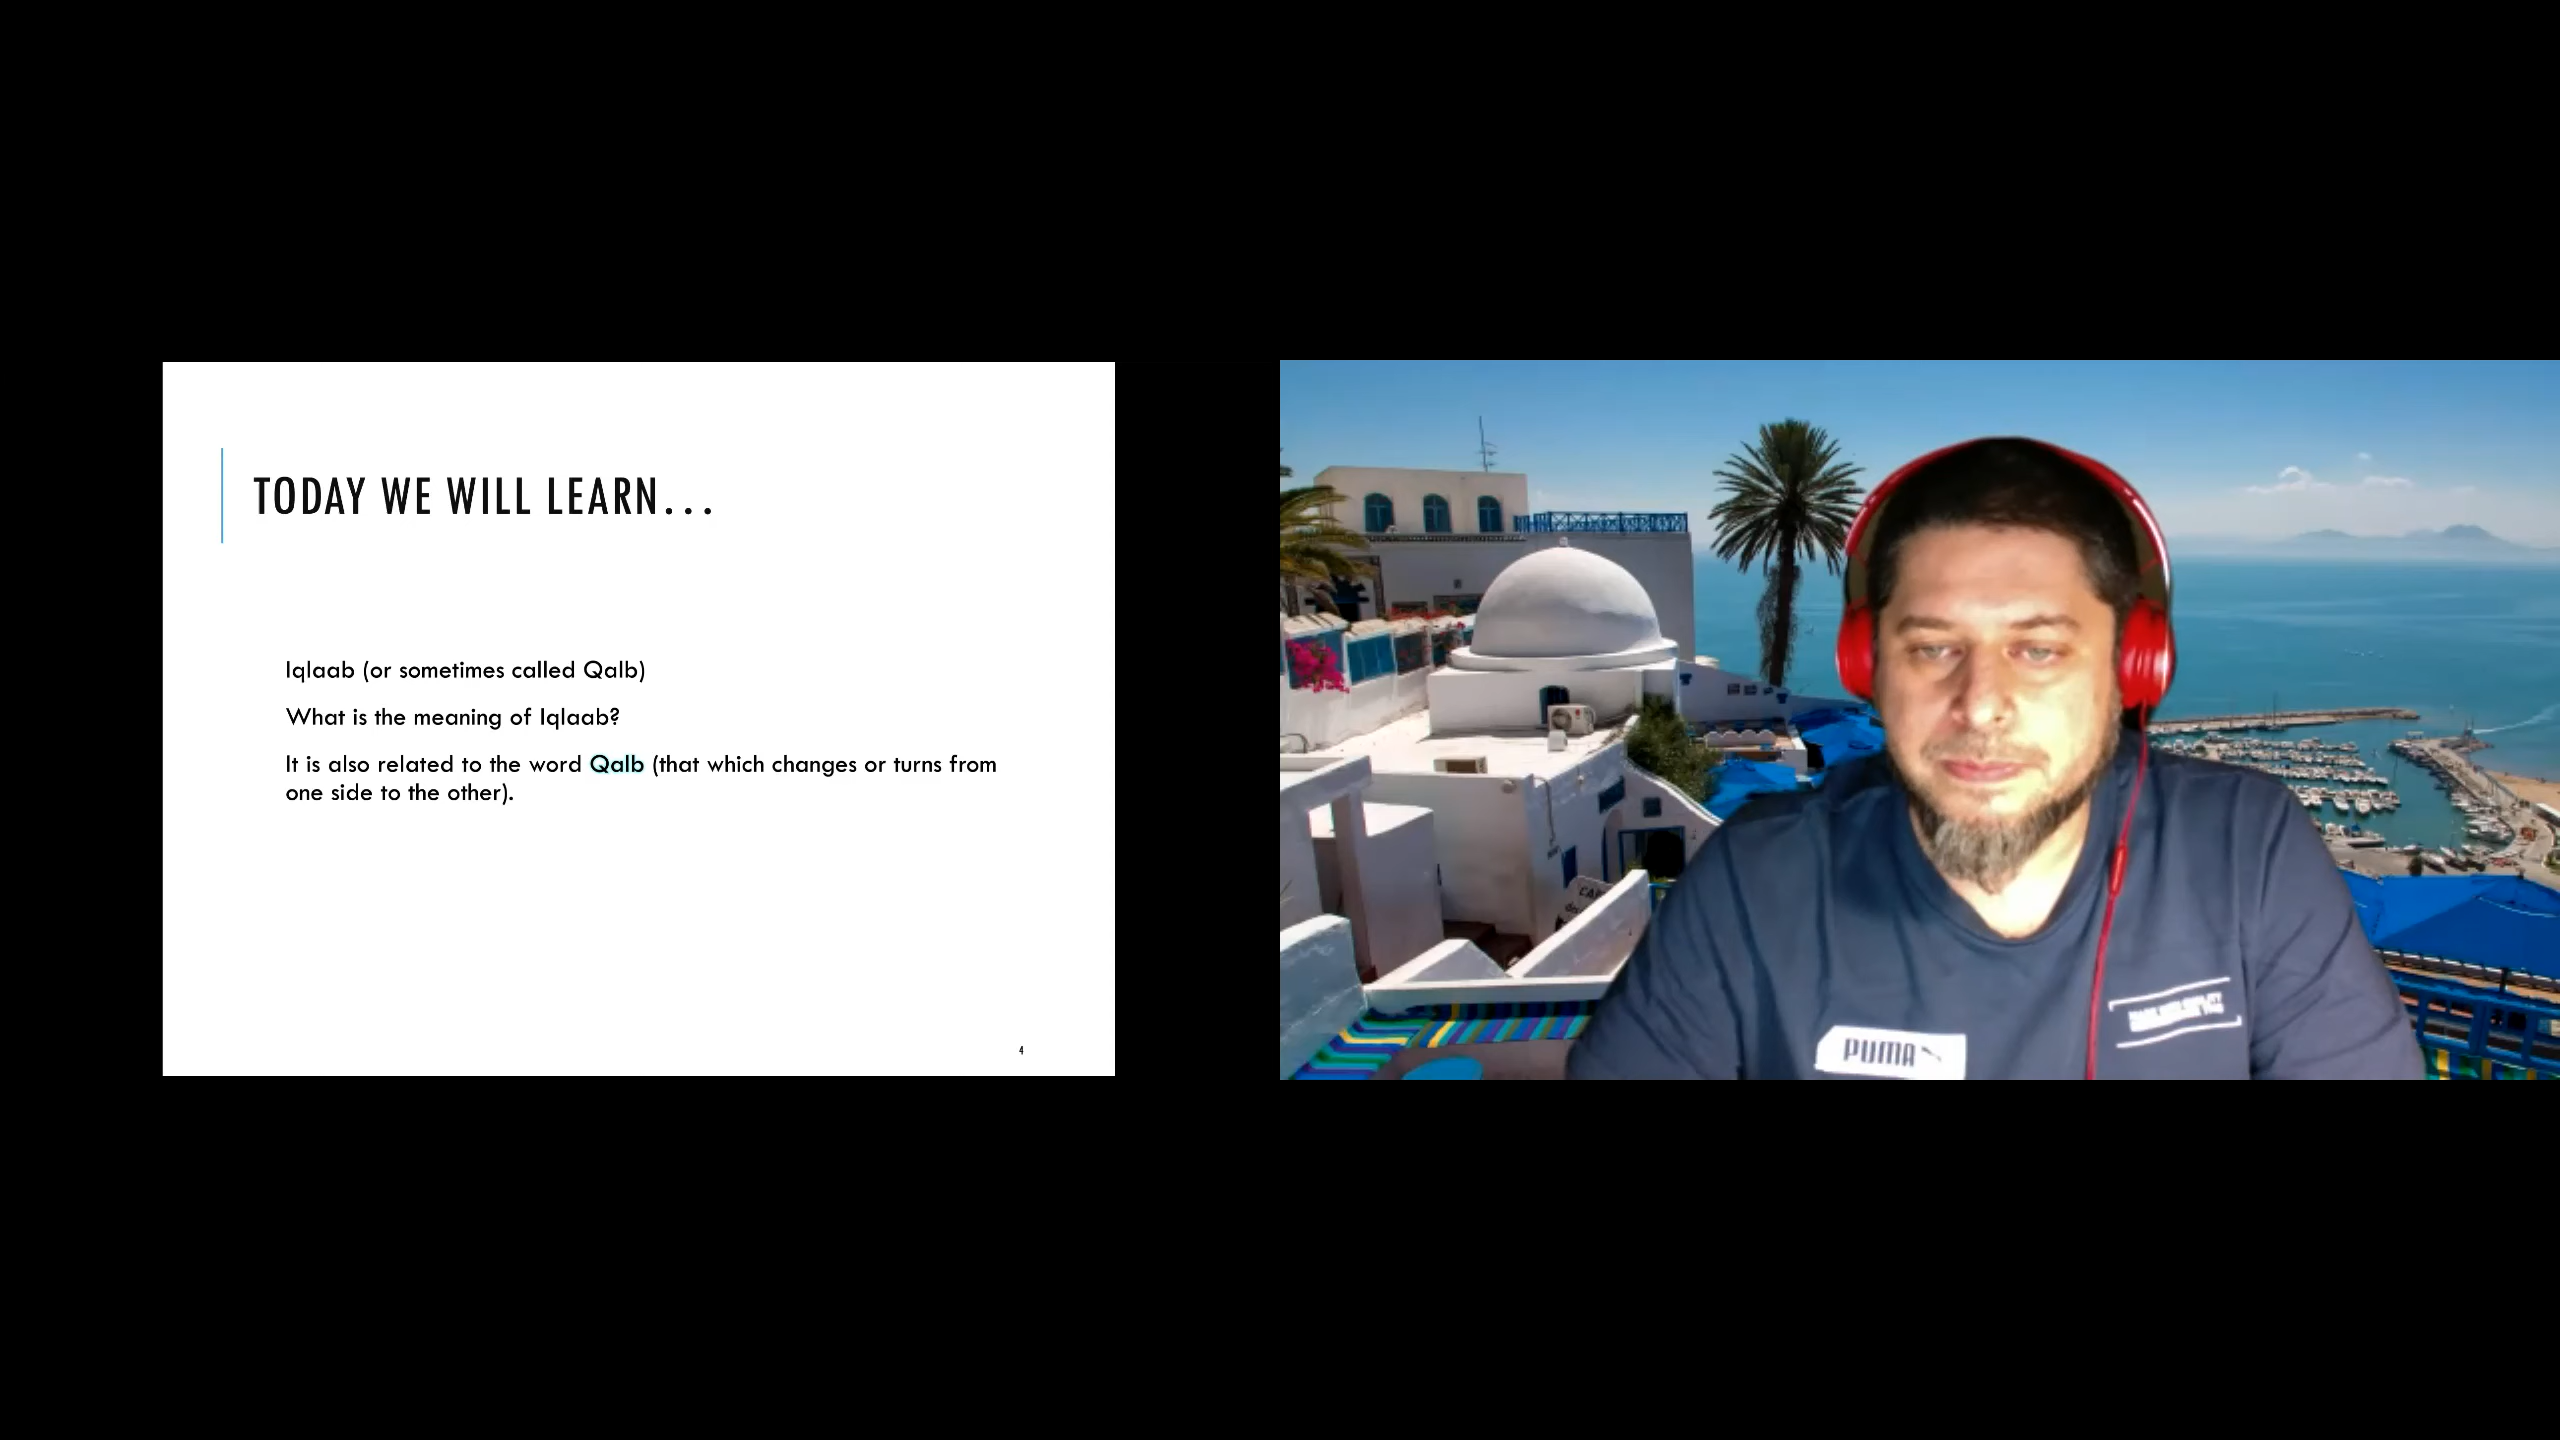 TODAY WE WILL LEARN...
Iqlaab (or sometimes called Qalb)
What is the meaning of Iqlaab?
It is also related to the word Qalb (that which changes or turns from
one side to the other).
4
PUMA